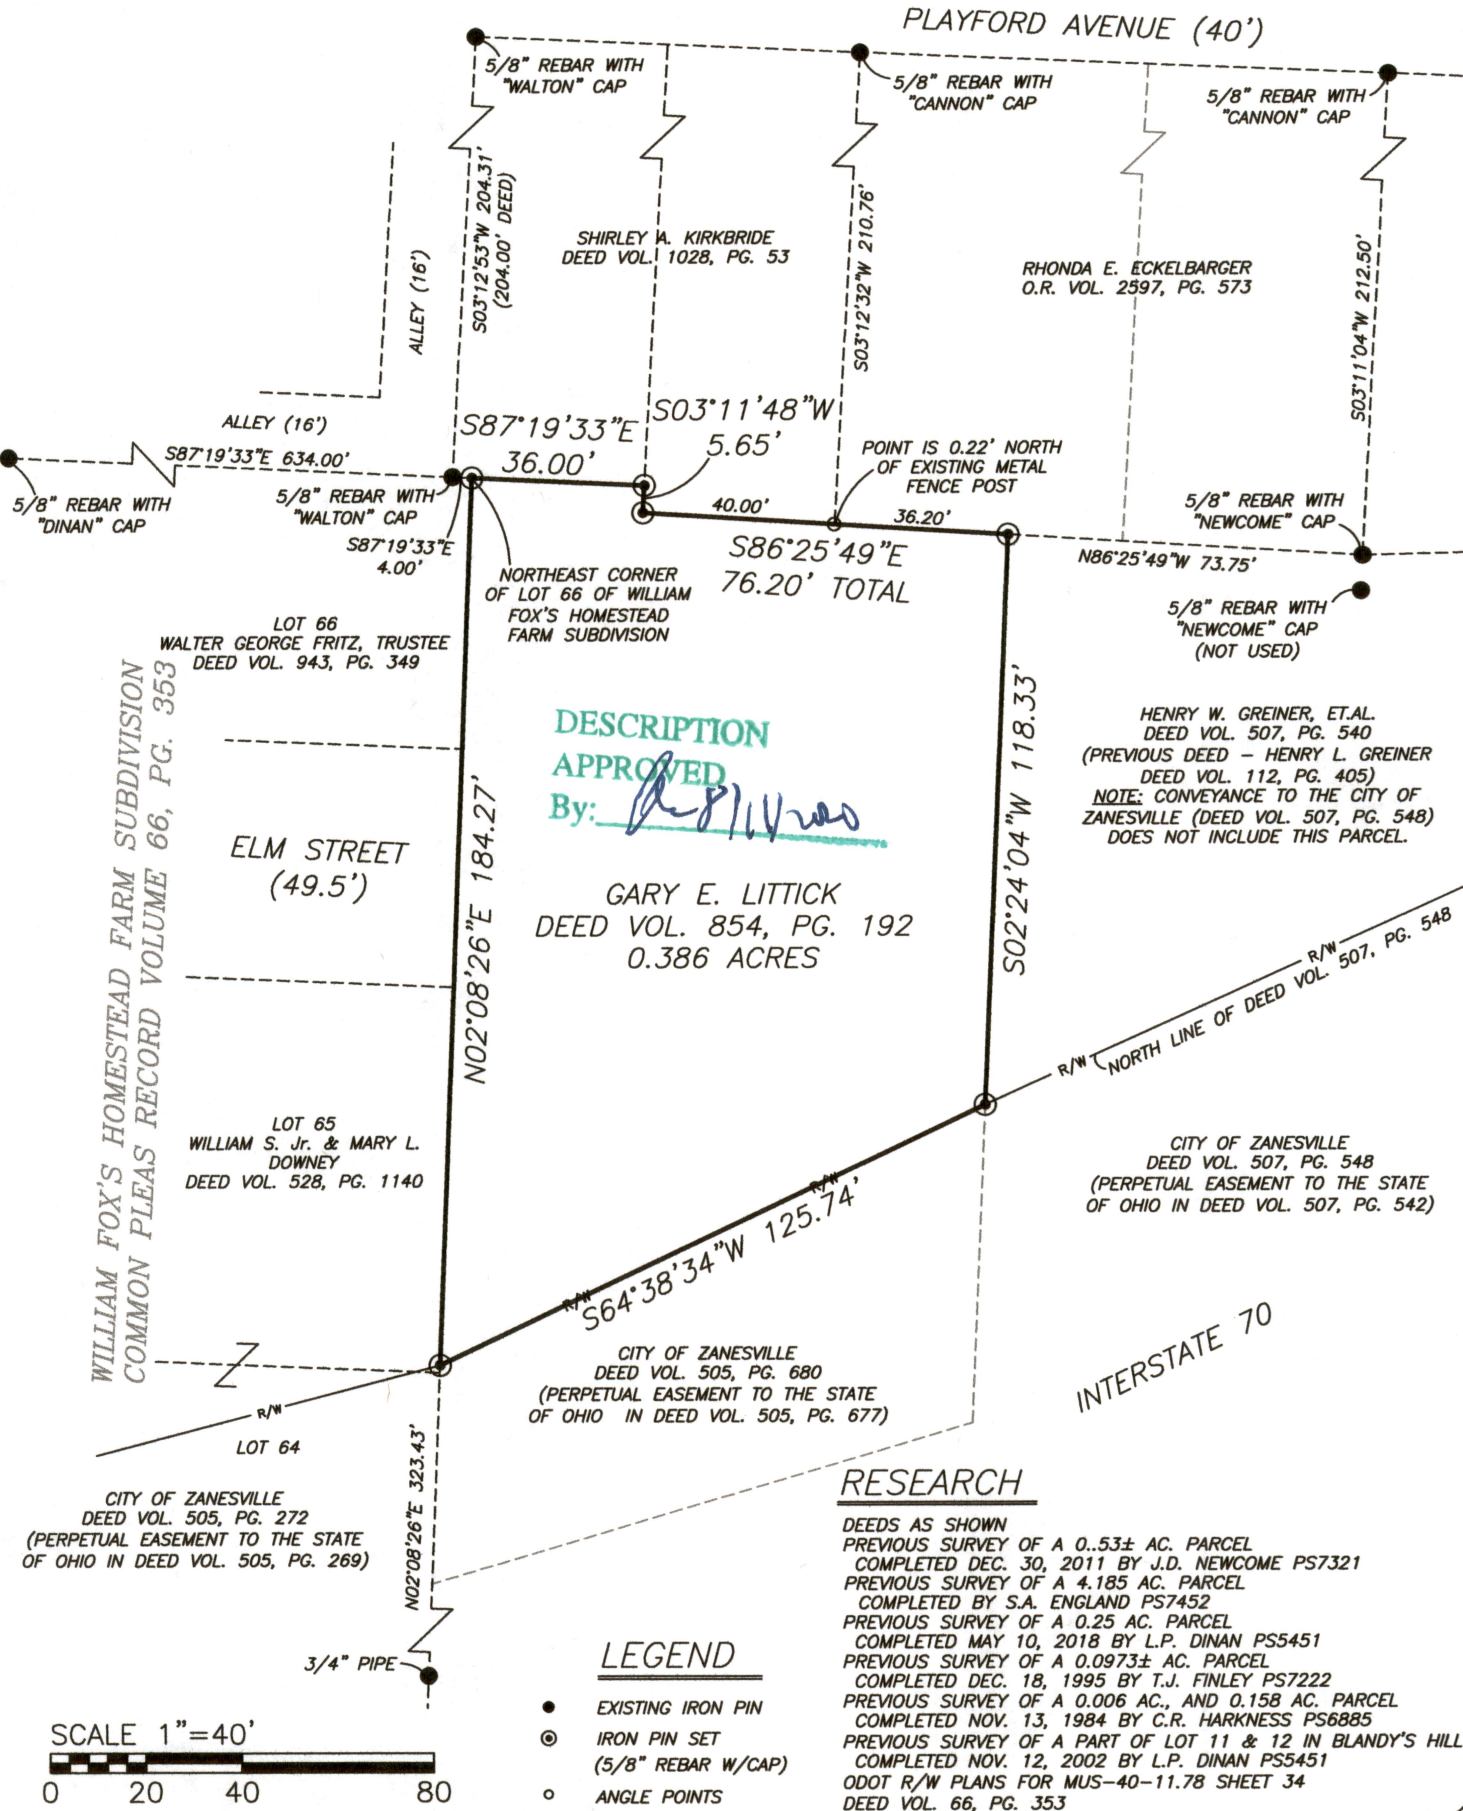 PLAYFORD AVENUE (40')
5/8" REBAR WITH
"WALTON" CAP
5/8" REBAR WITH
"CANNON" CAP
5/8" REBAR WITH
"CANNON" CAP
S03°12'53"W 204.31'
(204.00' DEED)
ALLEY (16')
SHIRLEY A. KIRKBRIDE
DEED VOL. 1028, PG. 53
S03°12'32"W 210.76'
RHONDA E. ECKELBARGER
O.R. VOL. 2597, PG. 573
S03°11'04"W 212.50'
ALLEY (16')
S87°19'33"E 634.00'
5/8" REBAR WITH
"DINAN" CAP
5/8" REBAR WITH
"WALTON" CAP
S87°19'33"E
4.00'
S87°19'33"E
36.00'
S03°11'48"W
5.65'
POINT IS 0.22' NORTH
OF EXISTING METAL
FENCE POST
40.00'
36.20'
S86°25'49"E
76.20' TOTAL
5/8" REBAR WITH
"NEWCOME" CAP
N86°25'49"W 73.75'
5/8" REBAR WITH
"NEWCOME" CAP
(NOT USED)
NORTHEAST CORNER
OF LOT 66 OF WILLIAM
FOX'S HOMESTEAD
FARM SUBDIVISION
LOT 66
WALTER GEORGE FRITZ, TRUSTEE
DEED VOL. 943, PG. 349
WILLIAM FOX'S HOMESTEAD FARM SUBDIVISION
COMMON PLEAS RECORD VOLUME 66, PG. 353
ELM STREET
(49.5')
N02°08'26"E 184.27'
DESCRIPTION
APPROVED
By:
GARY E. LITTICK
DEED VOL. 854, PG. 192
0.386 ACRES
S02°24'04"W 118.33'
HENRY W. GREINER, ET.AL.
DEED VOL. 507, PG. 540
(PREVIOUS DEED – HENRY L. GREINER
DEED VOL. 112, PG. 405)
NOTE: CONVEYANCE TO THE CITY OF
ZANESVILLE (DEED VOL. 507, PG. 548)
DOES NOT INCLUDE THIS PARCEL.
R/W
R/W
NORTH LINE OF DEED VOL. 507, PG. 548
LOT 65
WILLIAM S. Jr. & MARY L.
DOWNEY
DEED VOL. 528, PG. 1140
R/W
R/W
S64°38'34"W 125.74'
CITY OF ZANESVILLE
DEED VOL. 507, PG. 548
(PERPETUAL EASEMENT TO THE STATE
OF OHIO IN DEED VOL. 507, PG. 542)
CITY OF ZANESVILLE
DEED VOL. 505, PG. 680
(PERPETUAL EASEMENT TO THE STATE
OF OHIO IN DEED VOL. 505, PG. 677)
INTERSTATE 70
R/W
LOT 64
CITY OF ZANESVILLE
DEED VOL. 505, PG. 272
(PERPETUAL EASEMENT TO THE STATE
OF OHIO IN DEED VOL. 505, PG. 269)
N02°08'26"E 323.43'
3/4" PIPE
SCALE 1"=40'
0 20 40 80
LEGEND
EXISTING IRON PIN
IRON PIN SET
(5/8" REBAR W/CAP)
ANGLE POINTS
RESEARCH
DEEDS AS SHOWN
PREVIOUS SURVEY OF A 0..53± AC. PARCEL
COMPLETED DEC. 30, 2011 BY J.D. NEWCOME PS7321
PREVIOUS SURVEY OF A 4.185 AC. PARCEL
COMPLETED BY S.A. ENGLAND PS7452
PREVIOUS SURVEY OF A 0.25 AC. PARCEL
COMPLETED MAY 10, 2018 BY L.P. DINAN PS5451
PREVIOUS SURVEY OF A 0.0973± AC. PARCEL
COMPLETED DEC. 18, 1995 BY T.J. FINLEY PS7222
PREVIOUS SURVEY OF A 0.006 AC., AND 0.158 AC. PARCEL
COMPLETED NOV. 13, 1984 BY C.R. HARKNESS PS6885
PREVIOUS SURVEY OF A PART OF LOT 11 & 12 IN BLANDY'S HILL
COMPLETED NOV. 12, 2002 BY L.P. DINAN PS5451
ODOT R/W PLANS FOR MUS–40–11.78 SHEET 34
DEED VOL. 66, PG. 353